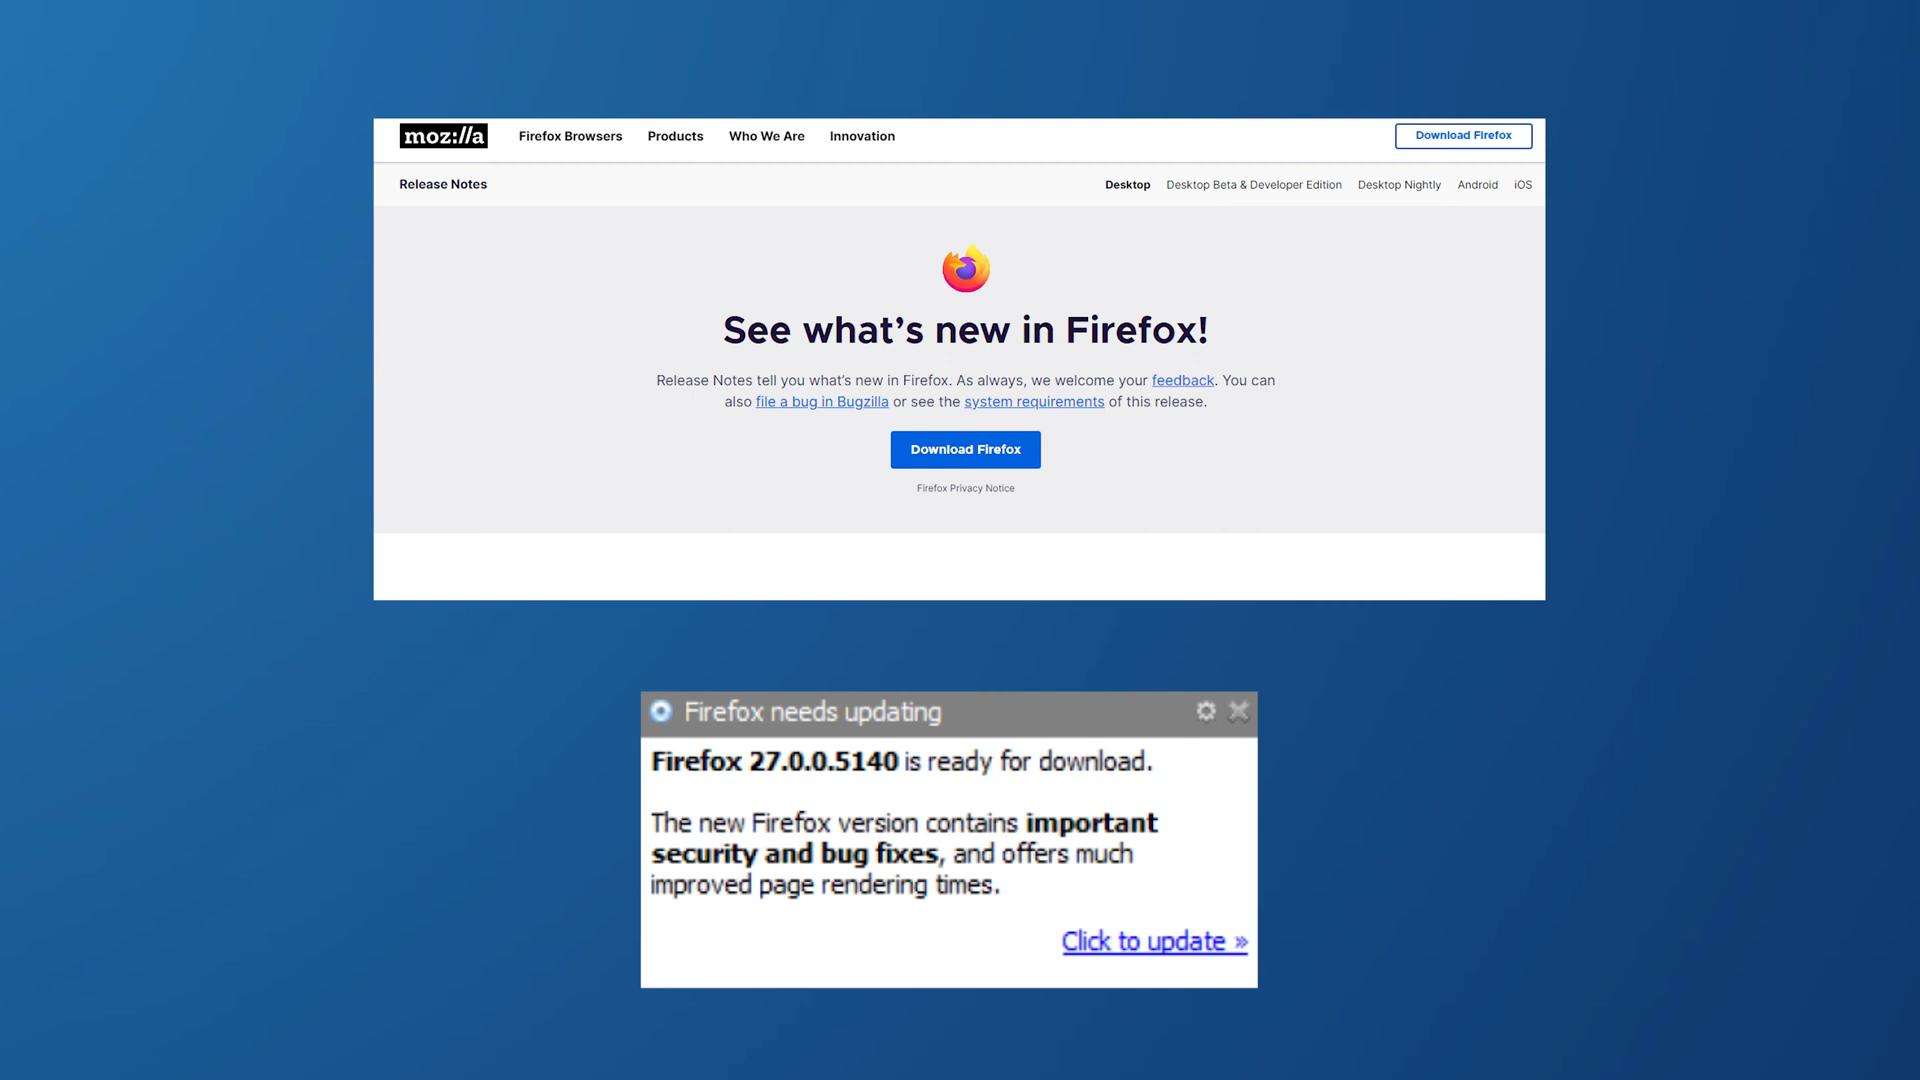 moz://a Firefox Browsers Products Who We Are Innovation Download Firefox
Release Notes Desktop Desktop Beta & Developer Edition Desktop Nightly Android iOS
See what’s new in Firefox!
Release Notes tell you what’s new in Firefox. As always, we welcome your feedback. You can
also file a bug in Bugzilla or see the system requirements of this release.
Download Firefox
Firefox Privacy Notice
Firefox needs updating
Firefox 27.0.0.5140 is ready for download.
The new Firefox version contains important
security and bug fixes, and offers much
improved page rendering times.
Click to update »